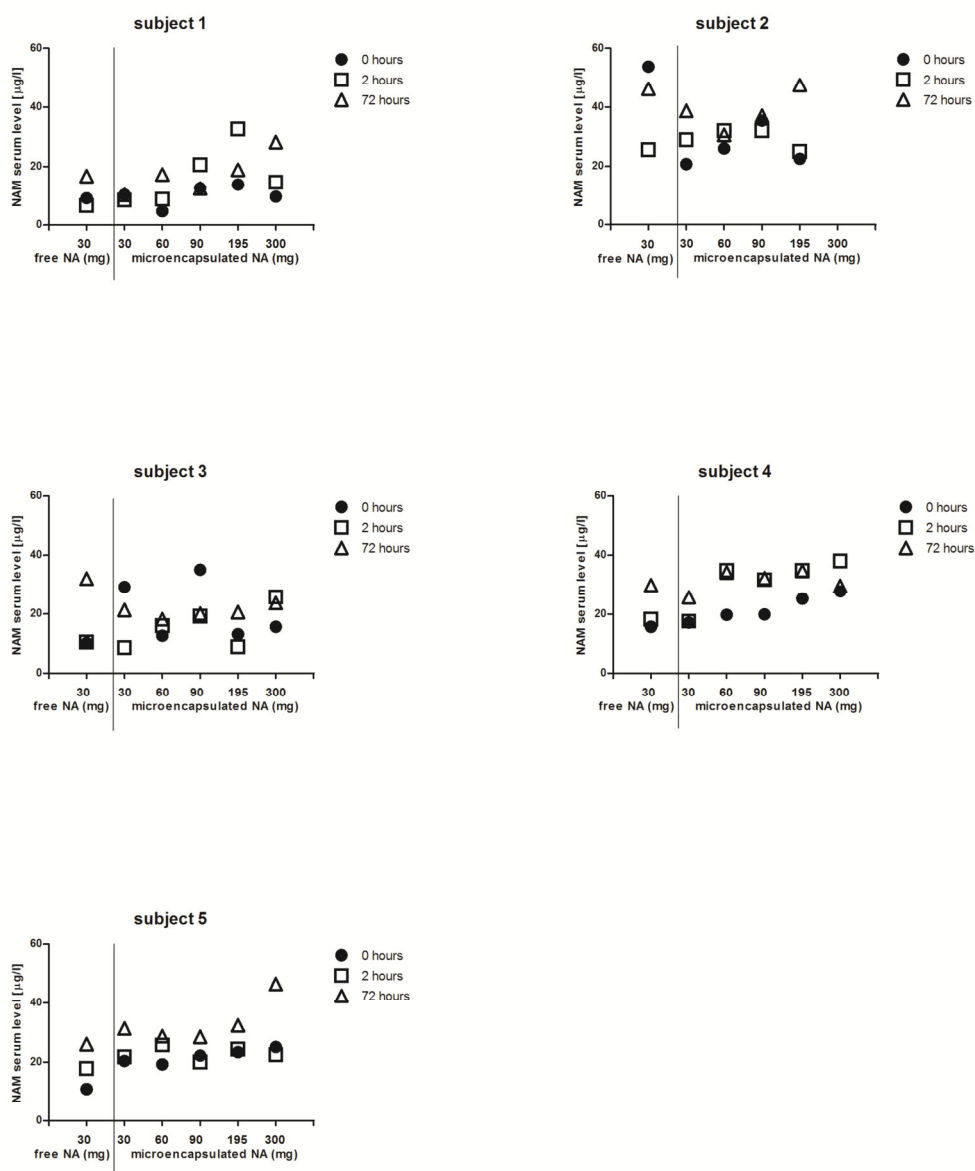 subject 1
NAM serum level [µg/l]
60
40
20
0
0 hours
2 hours
72 hours
30 30 60 90 195 300
free NA (mg) microencapsulated NA (mg)
subject 2
NAM serum level [µg/l]
60
40
20
0
0 hours
2 hours
72 hours
30 30 60 90 195 300
free NA (mg) microencapsulated NA (mg)
subject 3
NAM serum level [µg/l]
60
40
20
0
0 hours
2 hours
72 hours
30 30 60 90 195 300
free NA (mg) microencapsulated NA (mg)
subject 4
NAM serum level [µg/l]
60
40
20
0
0 hours
2 hours
72 hours
30 30 60 90 195 300
free NA (mg) microencapsulated NA (mg)
subject 5
NAM serum level [µg/l]
60
40
20
0
0 hours
2 hours
72 hours
30 30 60 90 195 300
free NA (mg) microencapsulated NA (mg)